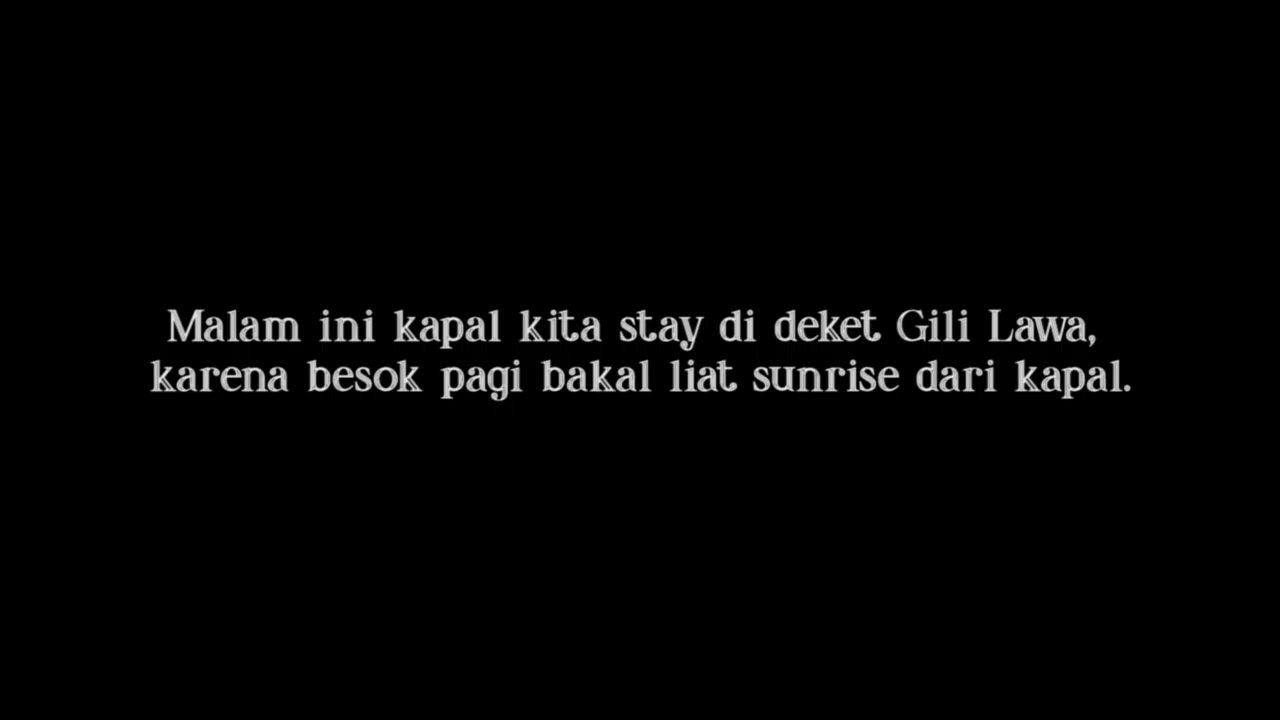 Malam ini kapal kita stay di deket Gili Lawa,
karena besok pagi bakal liat sunrise dari kapal.